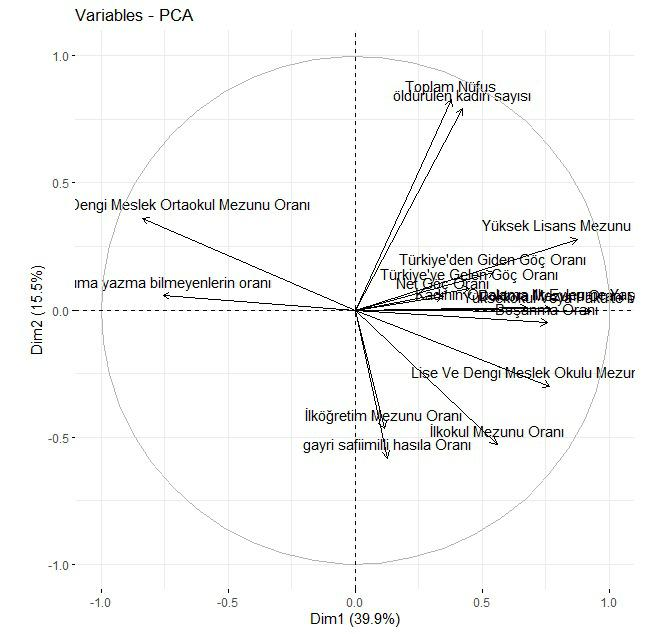 Variables - PCA
1.0
Toplam Nüfus
öldürülen kadın sayısı
0.5
Dengi Meslek Ortaokul Mezunu Oranı
Yüksek Lisans Mezunu
Türkiye'den Giden Göç Oranı
Türkiye'ye Gelen Göç Oranı
Net Göç Oranı
uma yazma bilmeyenlerin oranı
0.0
Boşanma Oranı
Lise Ve Dengi Meslek Okulu Mezun
İlköğretim Mezunu Oranı
İlkokul Mezunu Oranı
gayri safiimilli hasıla Oranı
-0.5
-1.0
-1.0 -0.5 0.0 0.5 1.0
Dim1 (39.9%)
Dim2 (15.5%)